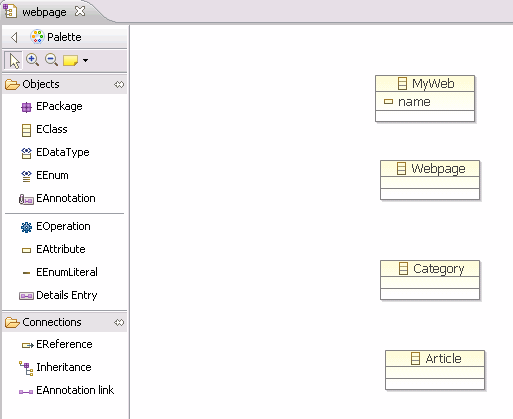 webpage
Palette
Objects
EPackage
EClass
EDataType
EEnum
EAnnotation
EOperation
EAttribute
EEnumLiteral
Details Entry
Connections
EReference
Inheritance
EAnnotation link
MyWeb
name
Webpage
Category
Article